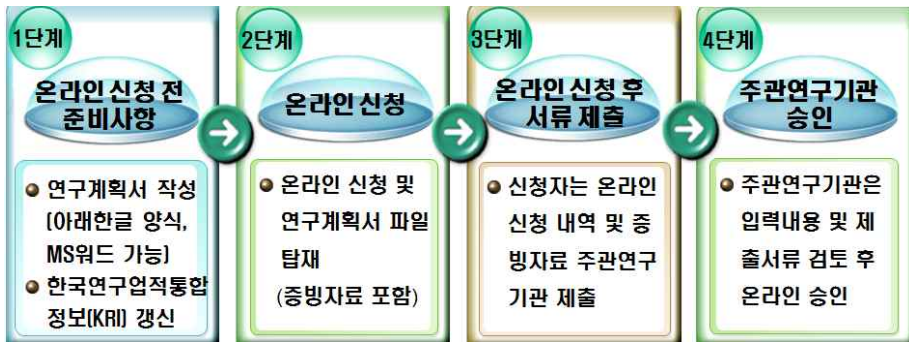 1단계
온라인 신청 전
준비사항
연구계획서 작성
(아래한글 양식,
MS워드 가능)
한국연구업적통합
정보(KRI) 갱신
2단계
온라인 신청
온라인 신청 및
연구계획서 파일
탑재
(증빙자료 포함)
3단계
온라인 신청 후
서류 제출
신청자는 온라인
신청 내역 및 증
빙자료 주관연구
기관 제출
4단계
주관연구기관
승인
주관연구기관은
입력내용 및 제
출서류 검토 후
온라인 승인